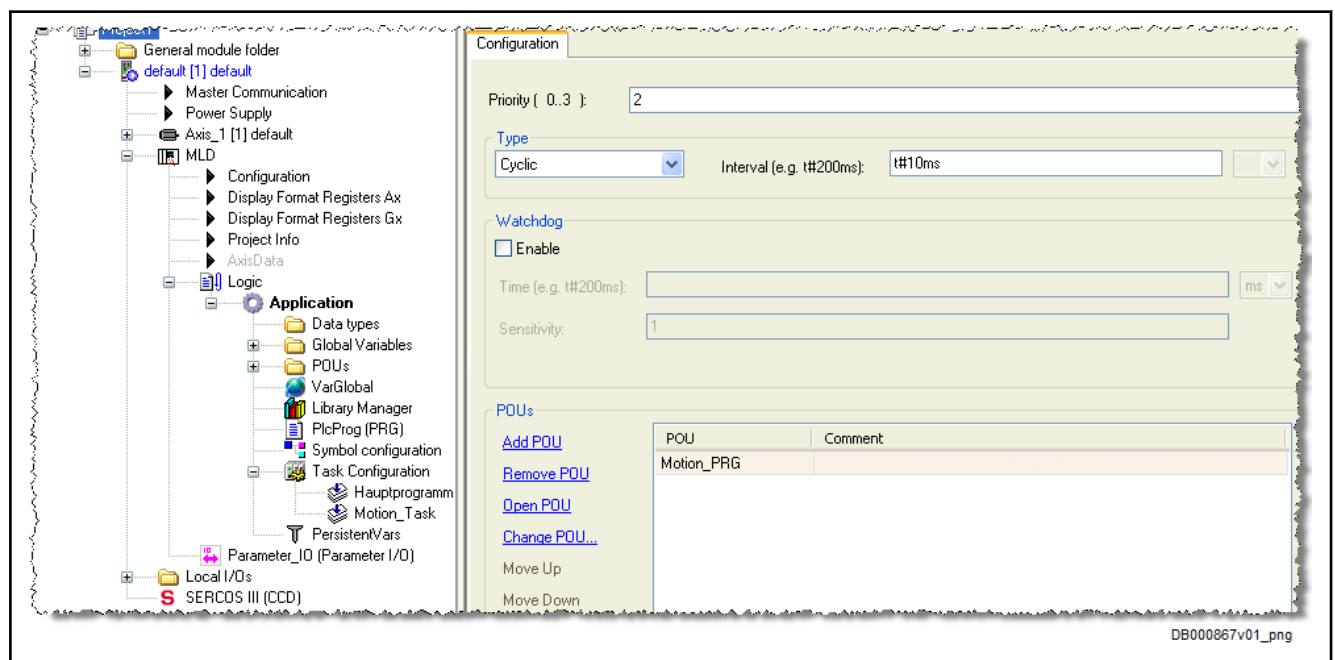 General module folder
default [1] default
Master Communication
Power Supply
Axis_1 [1] default
MLD
Configuration
Display Format Registers Ax
Display Format Registers Gx
Project Info
AxisData
Logic
Application
Data types
Global Variables
POUs
VarGlobal
Library Manager
PlcProg (PRG)
Symbol configuration
Task Configuration
Hauptprogramm
Motion_Task
PersistentVars
Parameter_IO (Parameter I/O)
Local I/Os
SERCOS III (CCD)
Configuration
Priority ( 0..3 ): 2
Type
Cyclic Interval (e.g. t#200ms): t#10ms
Watchdog
Enable
Time (e.g. t#200ms): ms
Sensitivity: 1
POUs
Add POU
Remove POU
Open POU
Change POU...
Move Up
Move Down
POU Comment
Motion_PRG
DB000867v01_png